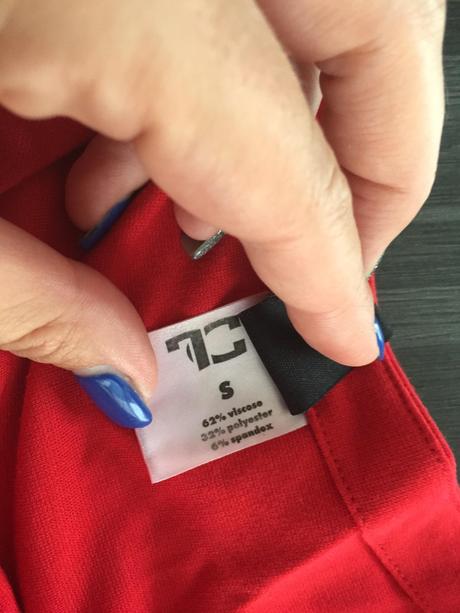 S
62% viscose
32% polyester
6% spandex